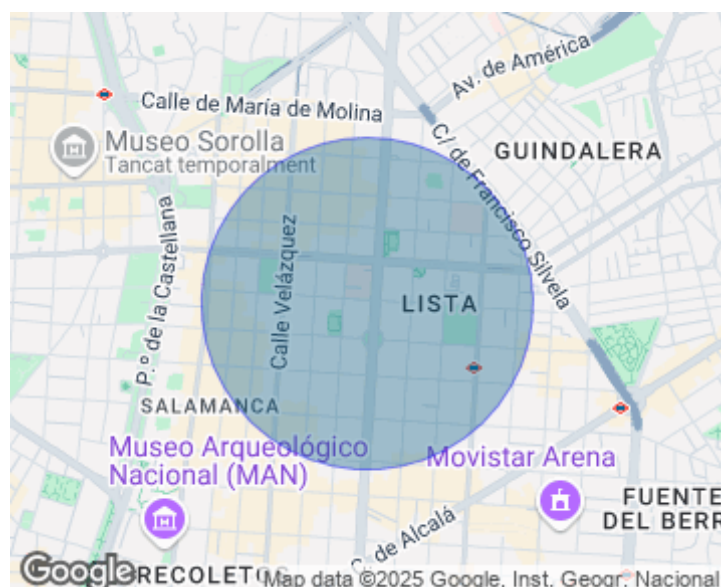 Av. de América
Calle de María de Molina
Museo Sorolla
Tancat temporalment
GUINDALERA
C/ de Francisco Silvela
P.º de la Castellana
Calle Velázquez
LISTA
SALAMANCA
Museo Arqueológico
Nacional (MAN)
Movistar Arena
C. de Alcalá
FUENTE
DEL BERR
Google
RECOLETOS
Map data ©2025 Google, Inst. Geogr. Nacional